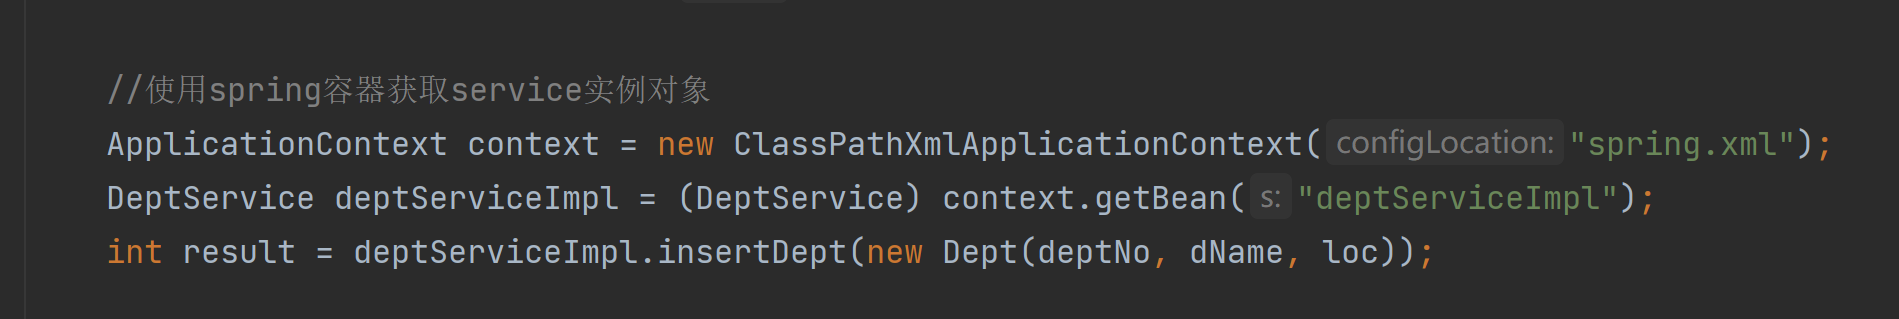 //使用spring容器获取service实例对象
ApplicationContext context = new ClassPathXmlApplicationContext( configLocation: "spring.xml");
DeptService deptServiceImpl = (DeptService) context.getBean( s: "deptServiceImpl");
int result = deptServiceImpl.insertDept(new Dept(deptNo, dName, loc));